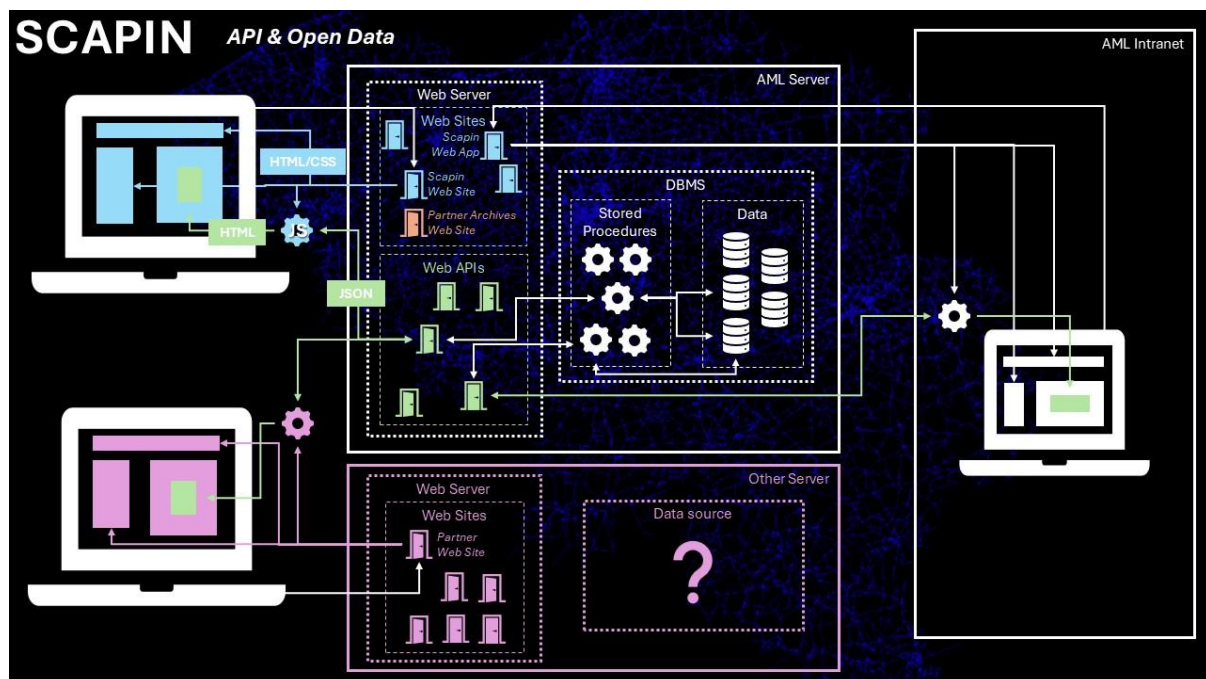 SCAPIN
API & Open Data
AML Intranet
AML Server
Web Server
Web Sites
Scapin
Web App
HTML/CSS
Scapin
Web Site
DBMS
Partner Archives
Web Site
Stored
Procedures
Data
HTML
JS
Web APIs
JSON
Other Server
Web Server
Web Sites
Data source
Partner
Web Site
?